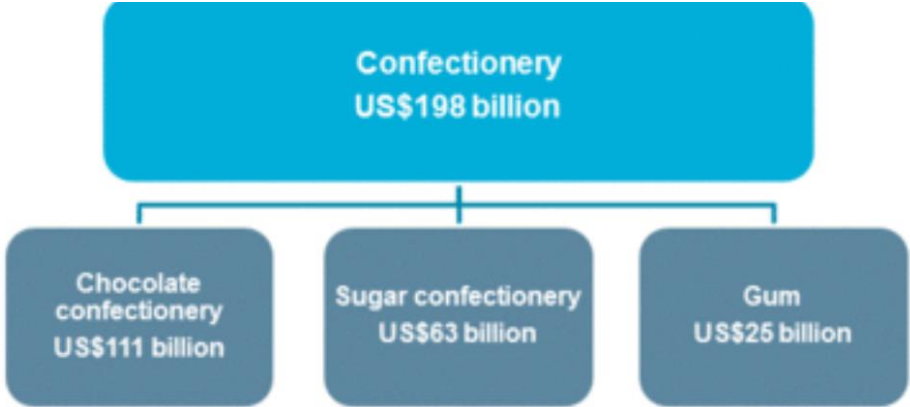 Confectionery
US$198 billion
Chocolate
confectionery
US$111 billion
Sugar confectionery
US$63 billion
Gum
US$25 billion